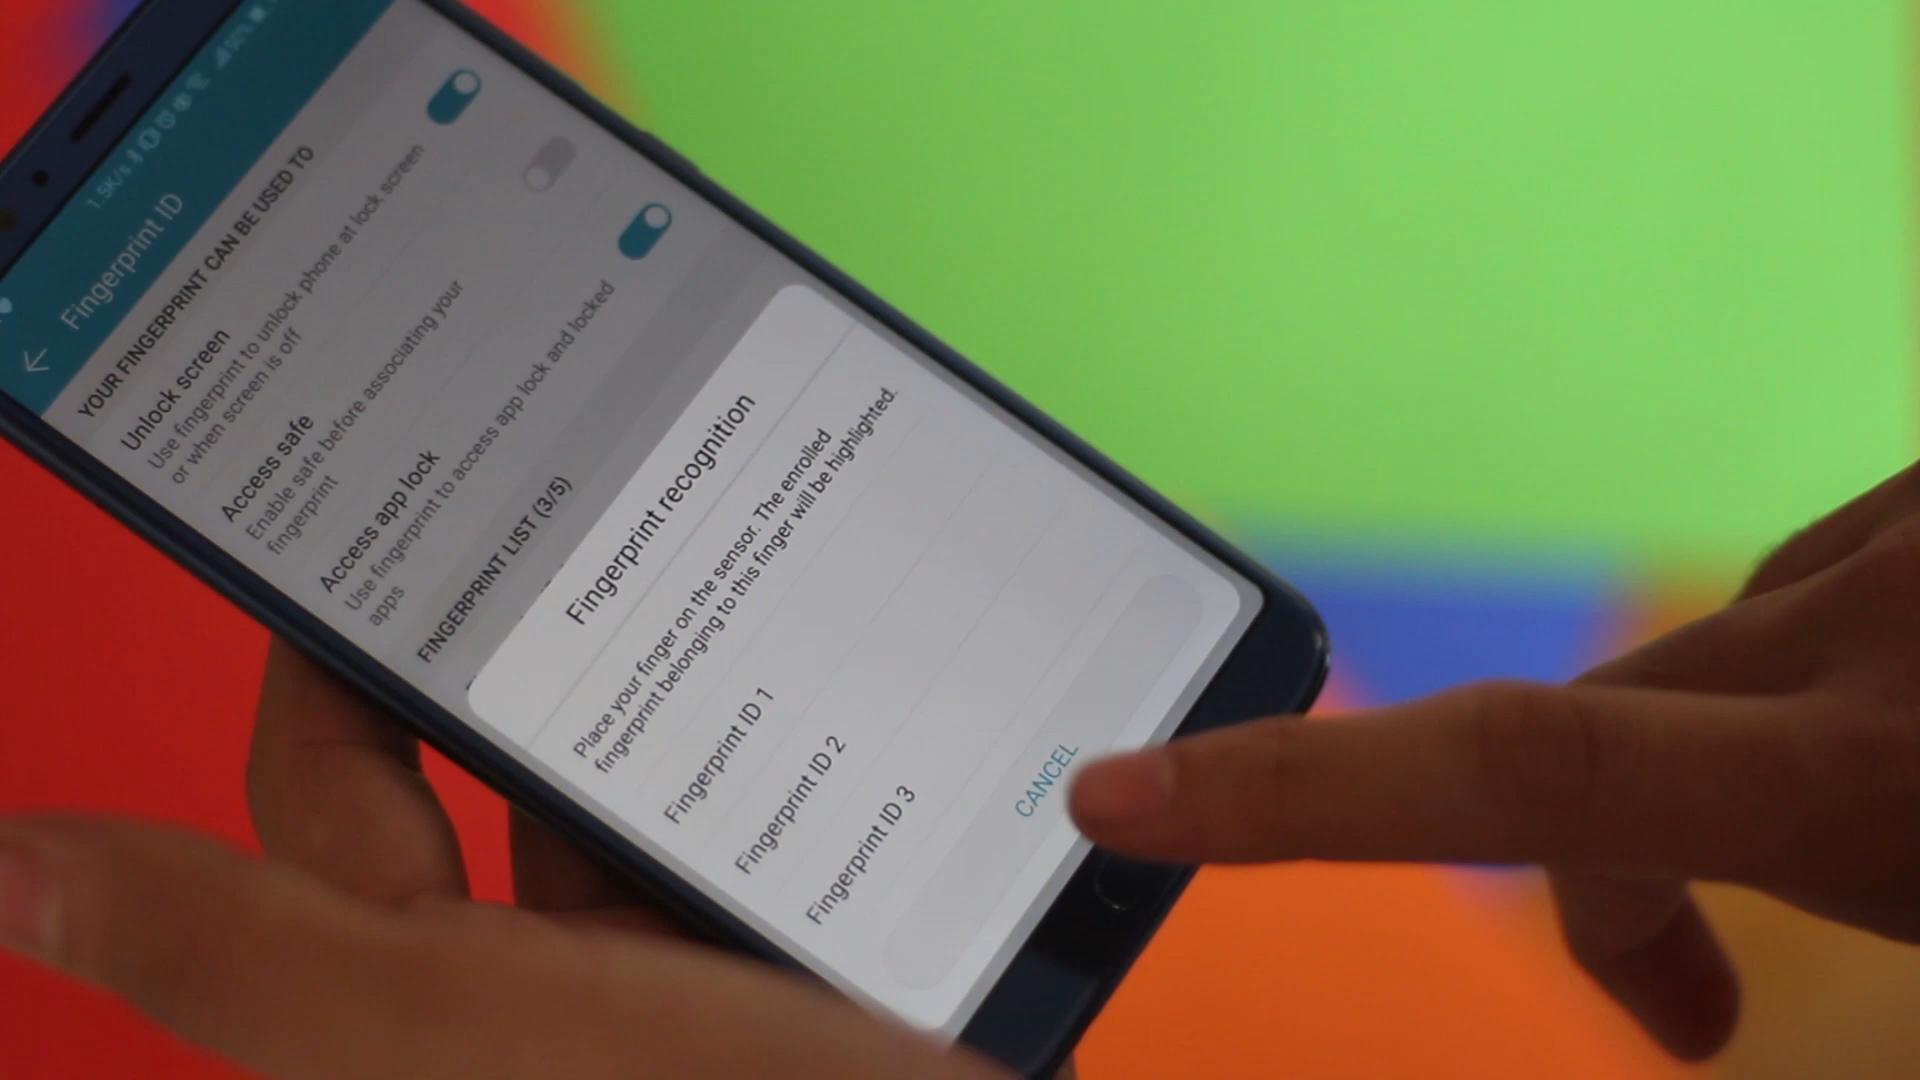 1.5K/s
Fingerprint ID
YOUR FINGERPRINT CAN BE USED TO
Unlock screen
Use fingerprint to unlock phone at lock screen
or when screen is off
Access safe
Enable safe before associating your
fingerprint
Access app lock
Use fingerprint to access app lock and locked
apps
FINGERPRINT LIST (3/5)
Fingerprint recognition
Place your finger on the sensor. The enrolled
fingerprint belonging to this finger will be highlighted.
Fingerprint ID 1
Fingerprint ID 2
Fingerprint ID 3
CANCEL